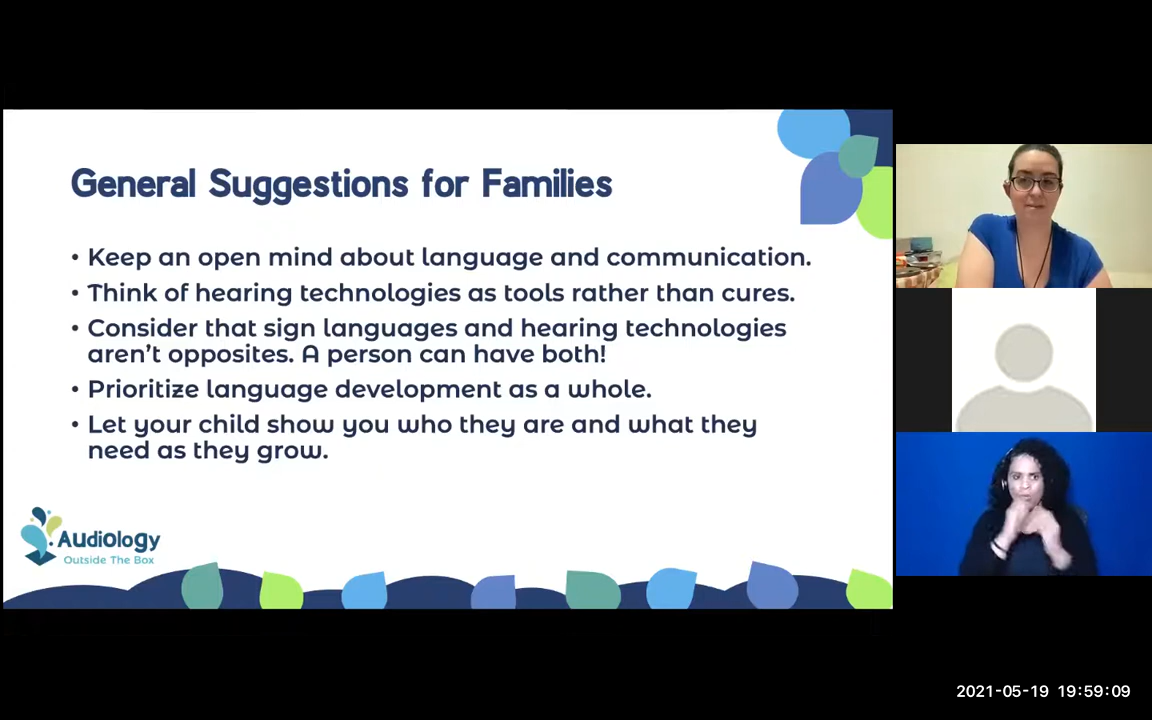 General Suggestions for Families
• Keep an open mind about language and communication.
• Think of hearing technologies as tools rather than cures.
• Consider that sign languages and hearing technologies
aren’t opposites. A person can have both!
• Prioritize language development as a whole.
• Let your child show you who they are and what they
need as they grow.
Audiology
Outside The Box
2021-05-19 19:59:09